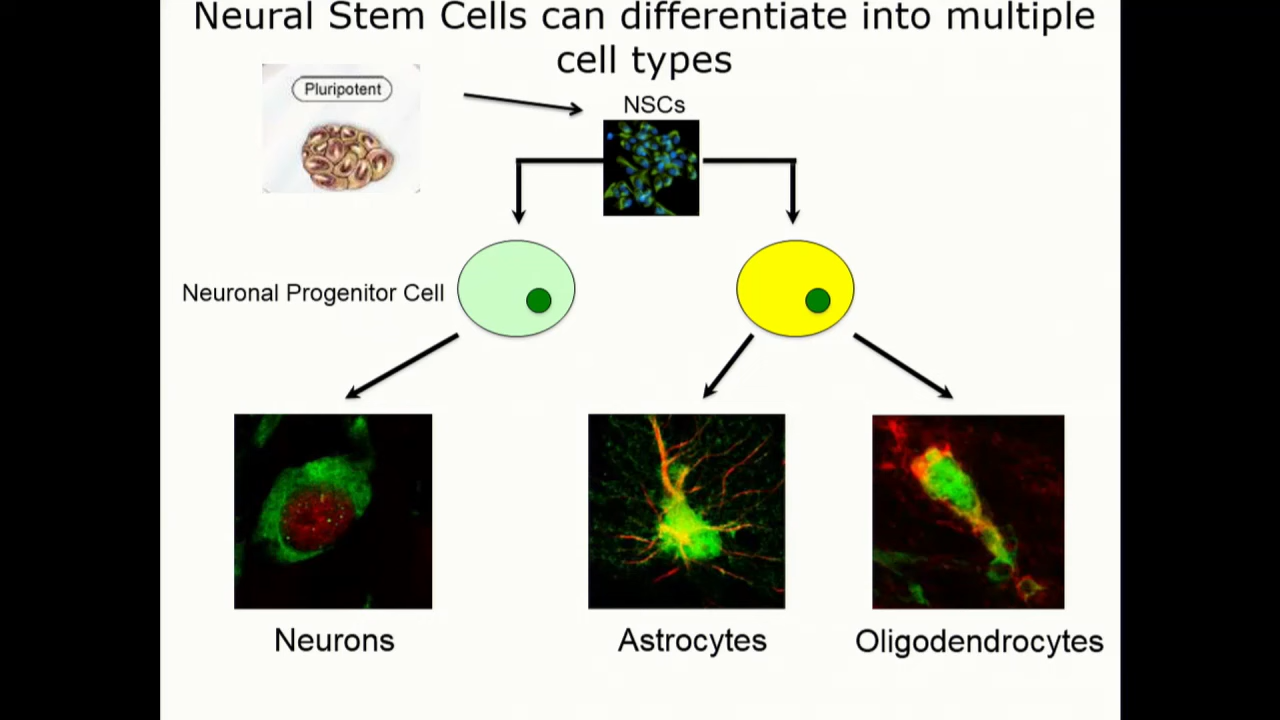 Neural Stem Cells can differentiate into multiple
cell types
Pluripotent
NSCs
Neuronal Progenitor Cell
Neurons
Astrocytes
Oligodendrocytes